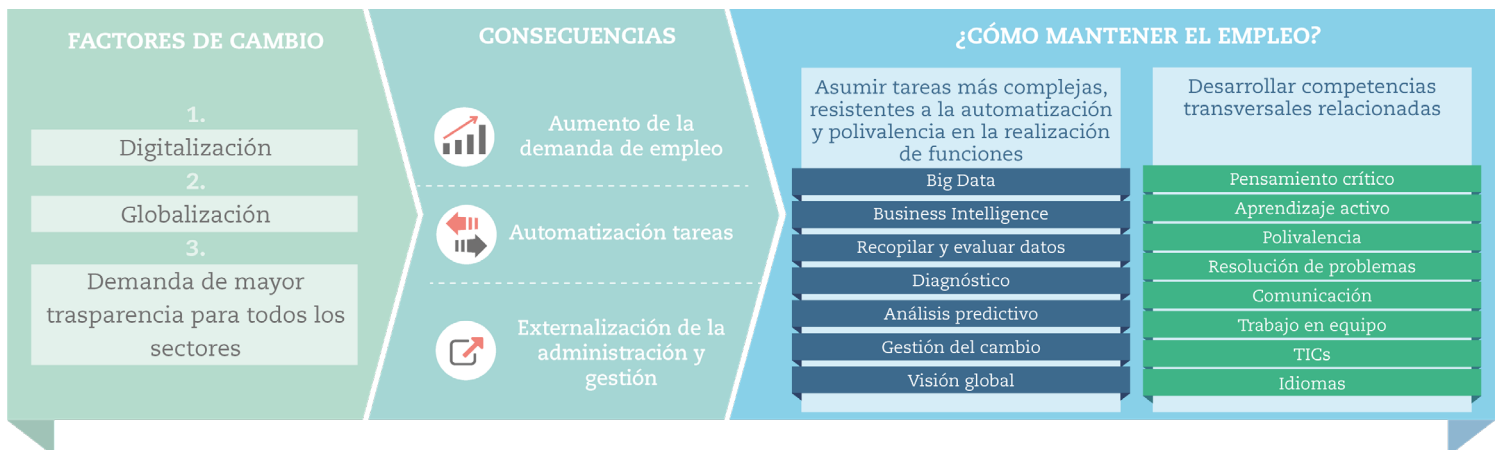 FACTORES DE CAMBIO
1.
Digitalización
2.
Globalización
3.
Demanda de mayor
trasparencia para todos los
sectores
CONSECUENCIAS
Aumento de la
demanda de empleo
Automatización tareas
Externalización de la
administración y
gestión
¿CÓMO MANTENER EL EMPLEO?
Asumir tareas más complejas,
resistentes a la automatización
y polivalencia en la realización
de funciones
Big Data
Business Intelligence
Recopilar y evaluar datos
Diagnóstico
Análisis predictivo
Gestión del cambio
Visión global
Desarrollar competencias
transversales relacionadas
Pensamiento crítico
Aprendizaje activo
Polivalencia
Resolución de problemas
Comunicación
Trabajo en equipo
TICs
Idiomas